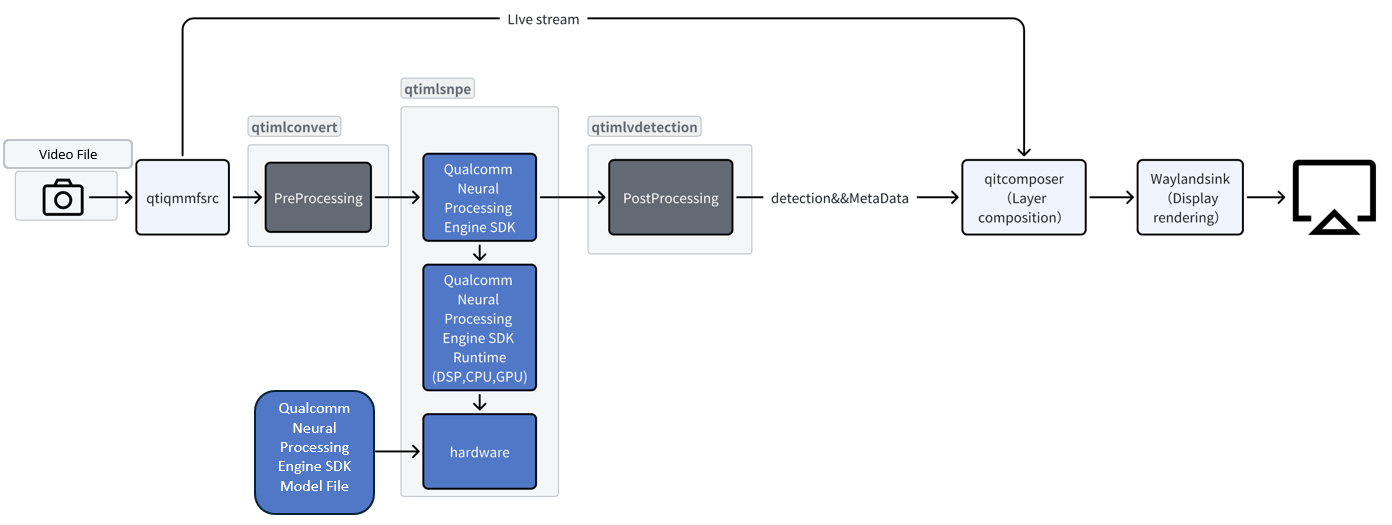 LIve stream
qtimlsnpe
qtimlconvert
qtimlvdetection
Video File
qtiqmmfsrc
PreProcessing
Qualcomm
Neural
Processing
Engine SDK
PostProcessing
detection&&MetaData
qitcomposer
（Layer
composition）
Waylandsink
（Display
rendering）
Qualcomm
Neural
Processing
Engine SDK
Runtime
(DSP,CPU,GPU)
Qualcomm
Neural
Processing
Engine SDK
Model File
hardware